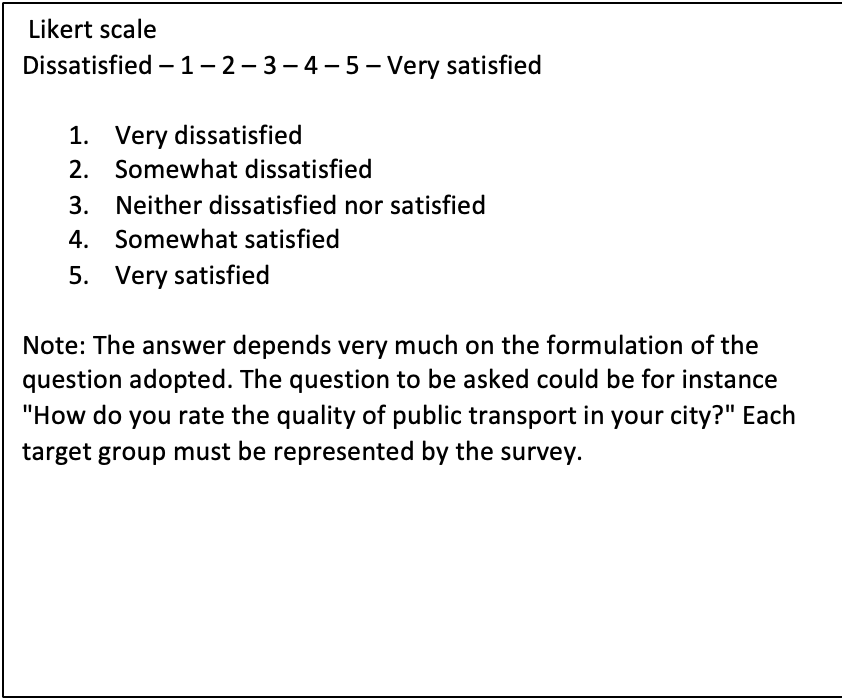 Likert scale
Dissatisfied – 1 – 2 – 3 – 4 – 5 – Very satisfied
1. Very dissatisfied
2. Somewhat dissatisfied
3. Neither dissatisfied nor satisfied
4. Somewhat satisfied
5. Very satisfied
Note: The answer depends very much on the formulation of the
question adopted. The question to be asked could be for instance
"How do you rate the quality of public transport in your city?" Each
target group must be represented by the survey.